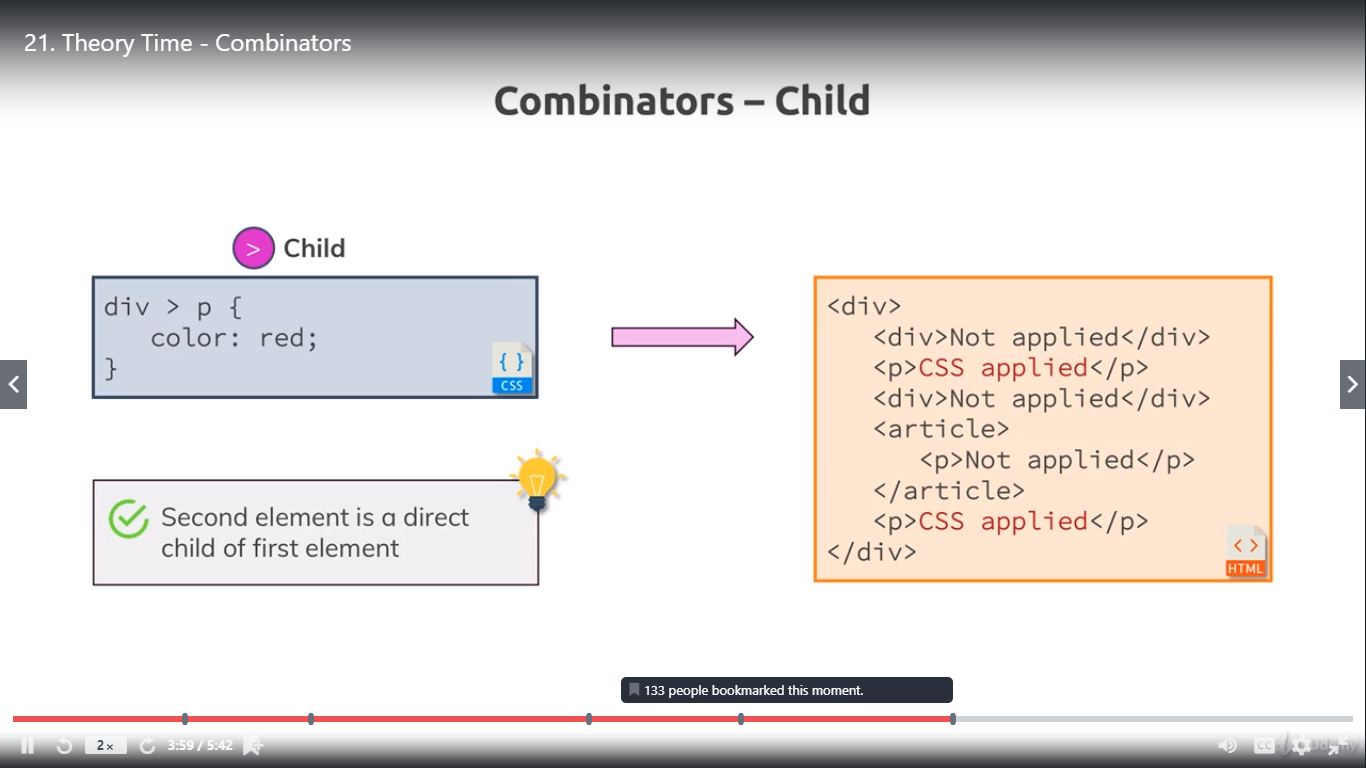 21. Theory Time - Combinators
Combinators – Child
> Child
div > p {
color: red;
}
{ }
CSS
Second element is a direct
child of first element
<div>
<div>Not applied</div>
<p>CSS applied</p>
<div>Not applied</div>
<article>
<p>Not applied</p>
</article>
<p>CSS applied</p>
</div>
< >
HTML
133 people bookmarked this moment.
2x
3:59 / 5:42
CC